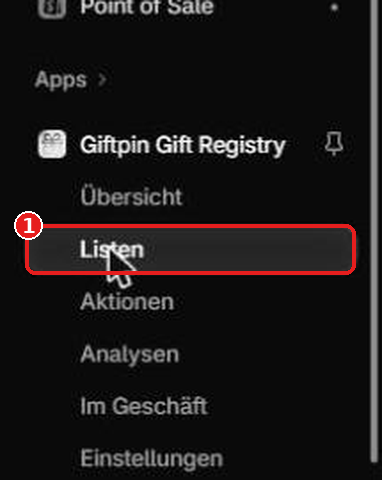 Point of Sale
Apps
Giftpin Gift Registry
Übersicht
1
Listen
Aktionen
Analysen
Im Geschäft
Einstellungen